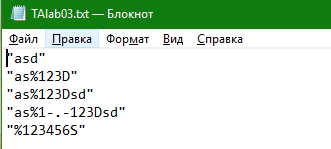 TAlab03.txt — Блокнот
Файл Правка Формат Вид Справка
"asd"
"as%123D"
"as%123Dsd"
"as%1-.-123Dsd"
"%123456S"